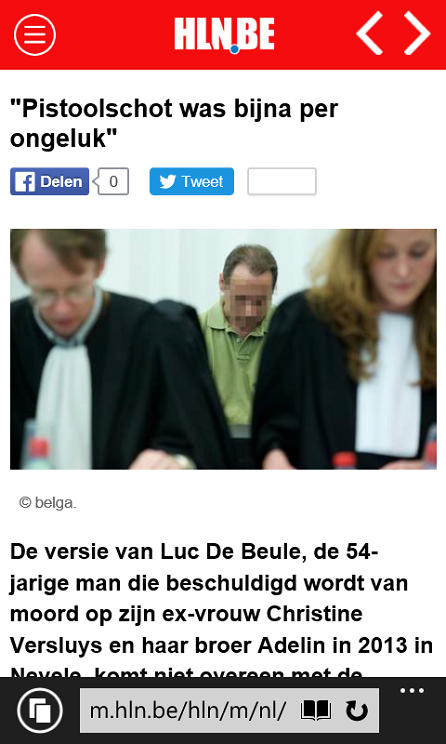 HLN.BE
"Pistoolschot was bijna per
ongeluk"
Delen 0 Tweet
© belga.
De versie van Luc De Beule, de 54-
jarige man die beschuldigd wordt van
moord op zijn ex-vrouw Christine
Versluys en haar broer Adelin in 2013 in
Nevele, komt niet overeen met de
m.hln.be/hln/m/nl/